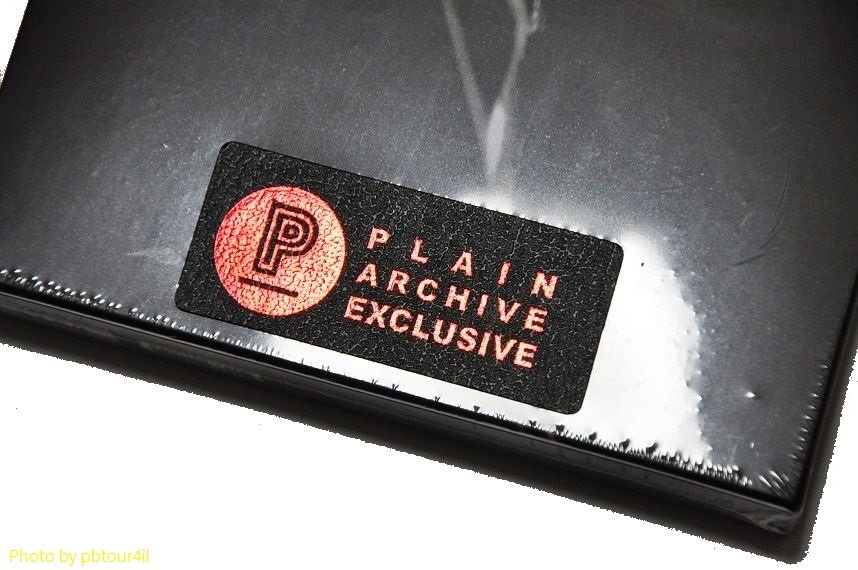 P
PLAIN
ARCHIVE
EXCLUSIVE
Photo by pbtour4il